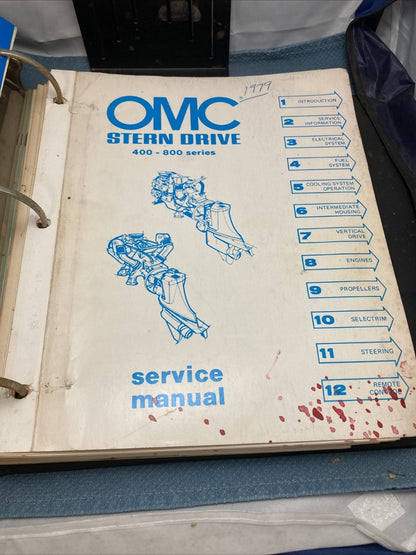 1979
OMC
STERN DRIVE
400 - 800 series
1 INTRODUCTION
2 SERVICE
INFORMATION
3 ELECTRICAL
SYSTEM
4 FUEL
SYSTEM
5 COOLING SYSTEM
OPERATION
6 INTERMEDIATE
HOUSING
7 VERTICAL
DRIVE
8 ENGINES
9 PROPELLERS
10 SELECTRIM
11 STEERING
12 REMOTE
CONTROL
service
manual